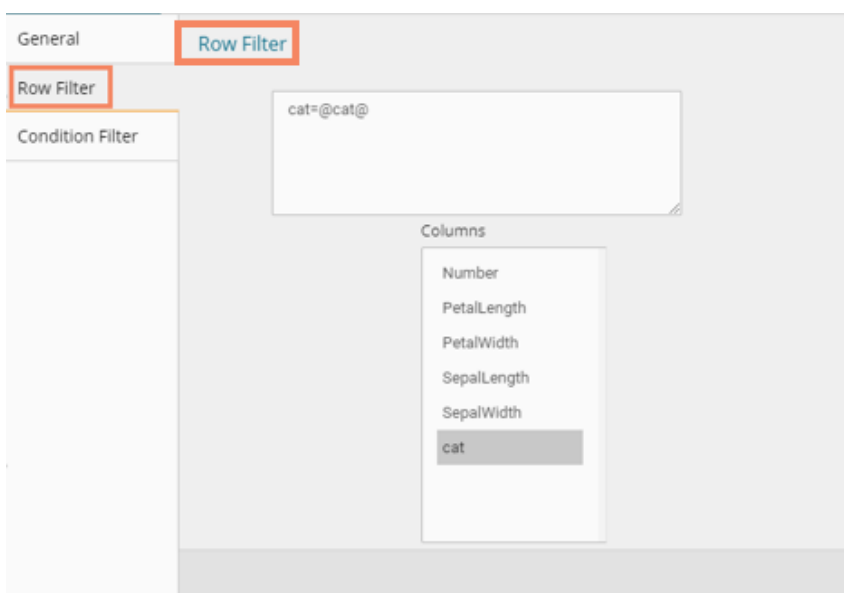 General
Row Filter
Condition Filter
Row Filter
cat=@cat@
Columns
Number
PetalLength
PetalWidth
SepalLength
SepalWidth
cat